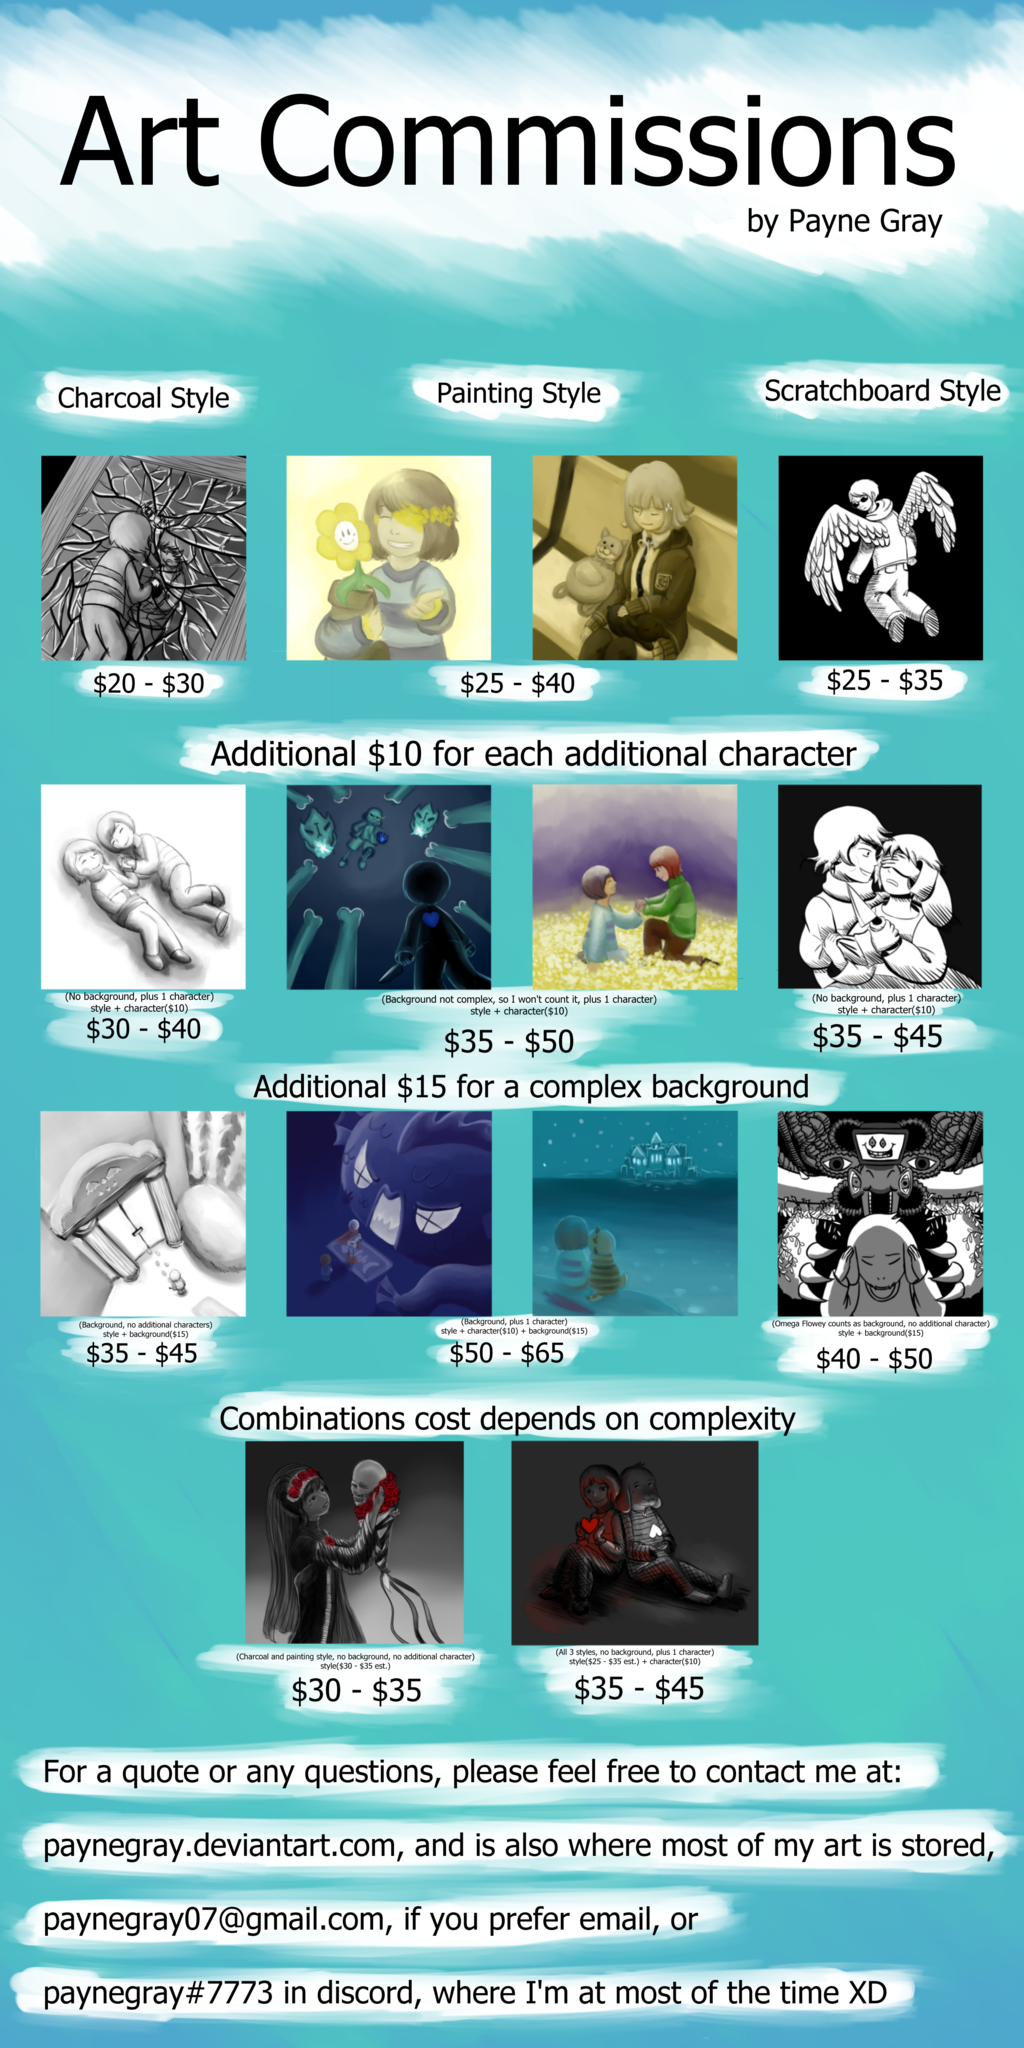 Art Commissions
by Payne Gray
Charcoal Style
Painting Style
Scratchboard Style
$20 - $30
$25 - $40
$25 - $35
Additional $10 for each additional character
(No background, plus 1 character)
style + character($10)
$30 - $40
(Background not complex, so I won't count it, plus 1 character)
style + character($10)
$35 - $50
(No background, plus 1 character)
style + character($10)
$35 - $45
Additional $15 for a complex background
(Background, no additional characters)
style + background($15)
$35 - $45
(Background, plus 1 character)
style + character($10) + background($15)
$50 - $65
(Omega Flowey counts as background, no additional character)
style + background($15)
$40 - $50
Combinations cost depends on complexity
(Charcoal and painting style, no background, no additional character)
style($30 - $35 est.)
$30 - $35
(All 3 styles, no background, plus 1 character)
style($25 - $35 est.) + character($10)
$35 - $45
For a quote or any questions, please feel free to contact me at:
paynegray.deviantart.com, and is also where most of my art is stored,
paynegray07@gmail.com, if you prefer email, or
paynegray#7773 in discord, where I'm at most of the time XD